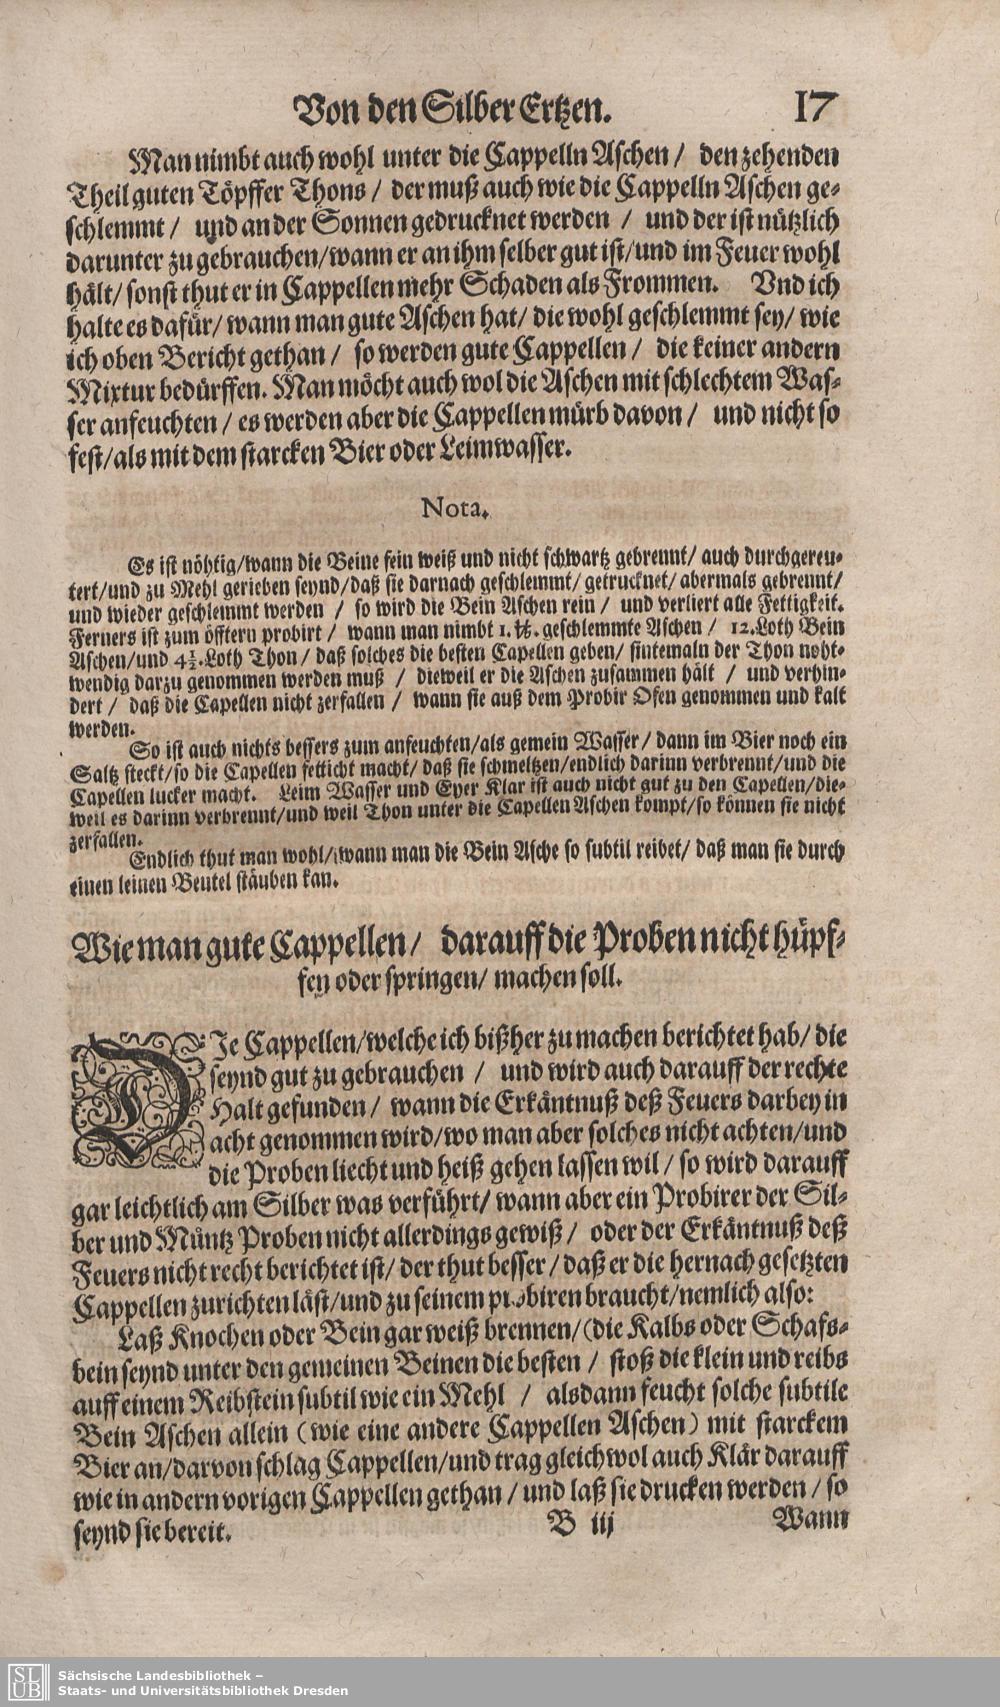 Von den Silber Ertzen. 17
Man nimbt auch wohl unter die Cappelln Aschen / den zehenden
Theil guten Töpffer Thons / der muß auch wie die Cappelln Aschen ge-
schlemmt / und an der Sonnen gedrucknet werden / und der ist nützlich
darunter zu gebrauchen / wann er an ihm selber gut ist / und im Feuer wohl
hält / sonst thut er in Cappellen mehr Schaden als Frommen. Vnd ich
halte es dafür / wann man gute Aschen hat / die wohl geschlemmt sey / wie
ich oben Bericht gethan / so werden gute Cappellen / die keiner andern
Mixtur bedürffen. Man möcht auch wol die Aschen mit schlechtem Was-
ser anfeuchten / es werden aber die Cappellen mürb davon / und nicht so
fest / als mit dem starcken Bier oder Leimwasser.
Nota.
Es ist nöhtig / wann die Beine fein weiß und nicht schwartz gebrennt / auch durchgereu-
tert / und zu Mehl gerieben seynd / daß sie darnach geschlemmt / getrucknet / abermals gebrennt /
und wieder geschlemmt werden / so wird die Bein Aschen rein / und verliert alle Fettigkeit.
Ferners ist zum öfftern probirt / wann man nimbt 1. ℔. geschlemmte Aschen / 12. Loth Bein
Aschen / und 4½. Loth Thon / daß solches die besten Capellen geben / sintemaln der Thon noht-
wendig darzu genommen werden muß / dieweil er die Aschen zusammen hält / und verhin-
dert / daß die Capellen nicht zerfallen / wann sie auß dem Probir Ofen genommen und kalt
werden.
So ist auch nichts bessers zum anfeuchten / als gemein Wasser / dann im Bier noch ein
Saltz steckt / so die Capellen fetticht macht / daß sie schmeltzen / endlich darinn verbrennt / und die
Capellen lucker macht. Leim Wasser und Eyer Klar ist auch nicht gut zu den Capellen / die-
weil es darinn verbrennt / und weil Thon unter die Capellen Aschen kompt / so können sie nicht
zerfallen.
Endlich thut man wohl / wann man die Bein Asche so subtil reibet / daß man sie durch
einen leinen Beutel stäuben kan.
Wie man gute Cappellen / darauff die Proben nicht hüpf-
fen oder springen / machen soll.
DIe Cappellen / welche ich bißher zu machen berichtet hab / die
seynd gut zu gebrauchen / und wird auch darauff der rechte
Halt gefunden / wann die Erkäntnuß deß Feuers darbey in
acht genommen wird / wo man aber solches nicht achten / und
die Proben liecht und heiß gehen lassen wil / so wird darauff
gar leichtlich am Silber was verführt / wann aber ein Probirer der Sil-
ber und Müntz Proben nicht allerdings gewiß / oder der Erkäntnuß deß
Feuers nicht recht berichtet ist / der thut besser / daß er die hernach gesetzten
Cappellen zurichten läst / und zu seinem probiren braucht / nemlich also:
Laß Knochen oder Bein gar weiß brennen / (die Kalbs oder Schafs-
bein seynd unter den gemeinen Beinen die besten / stoß die klein und reibs
auff einem Reibstein subtil wie ein Mehl / alsdann feucht solche subtile
Bein Aschen allein (wie eine andere Cappellen Aschen) mit starckem
Bier an / darvon schlag Cappellen / und trag gleichwol auch Klär darauff
wie in andern vorigen Cappellen gethan / und laß sie drucken werden / so
seynd sie bereit. B iij Wann
SLUB
Sächsische Landesbibliothek –
Staats- und Universitätsbibliothek Dresden